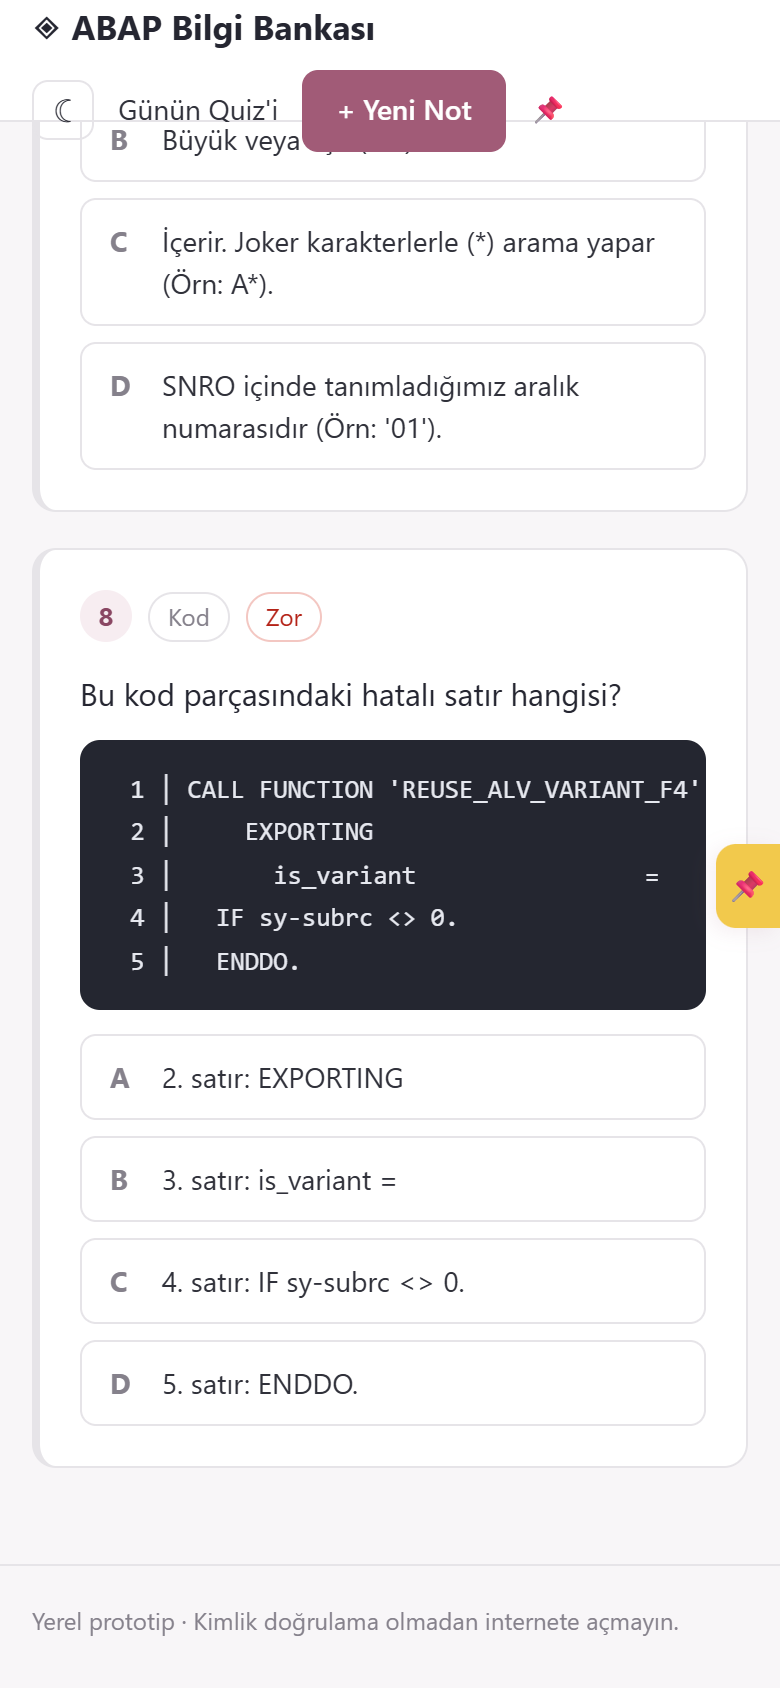 ABAP Bilgi Bankası
Günün Quiz'i
+ Yeni Not
B Büyük veya
C İçerir. Joker karakterlerle (*) arama yapar
(Örn: A*).
D SNRO içinde tanımladığımız aralık
numarasıdır (Örn: '01').
8 Kod Zor
Bu kod parçasındaki hatalı satır hangisi?
1 | CALL FUNCTION 'REUSE_ALV_VARIANT_F4'
2 | EXPORTING
3 | is_variant =
4 | IF sy-subrc <> 0.
5 | ENDDO.
A 2. satır: EXPORTING
B 3. satır: is_variant =
C 4. satır: IF sy-subrc <> 0.
D 5. satır: ENDDO.
Yerel prototip · Kimlik doğrulama olmadan internete açmayın.